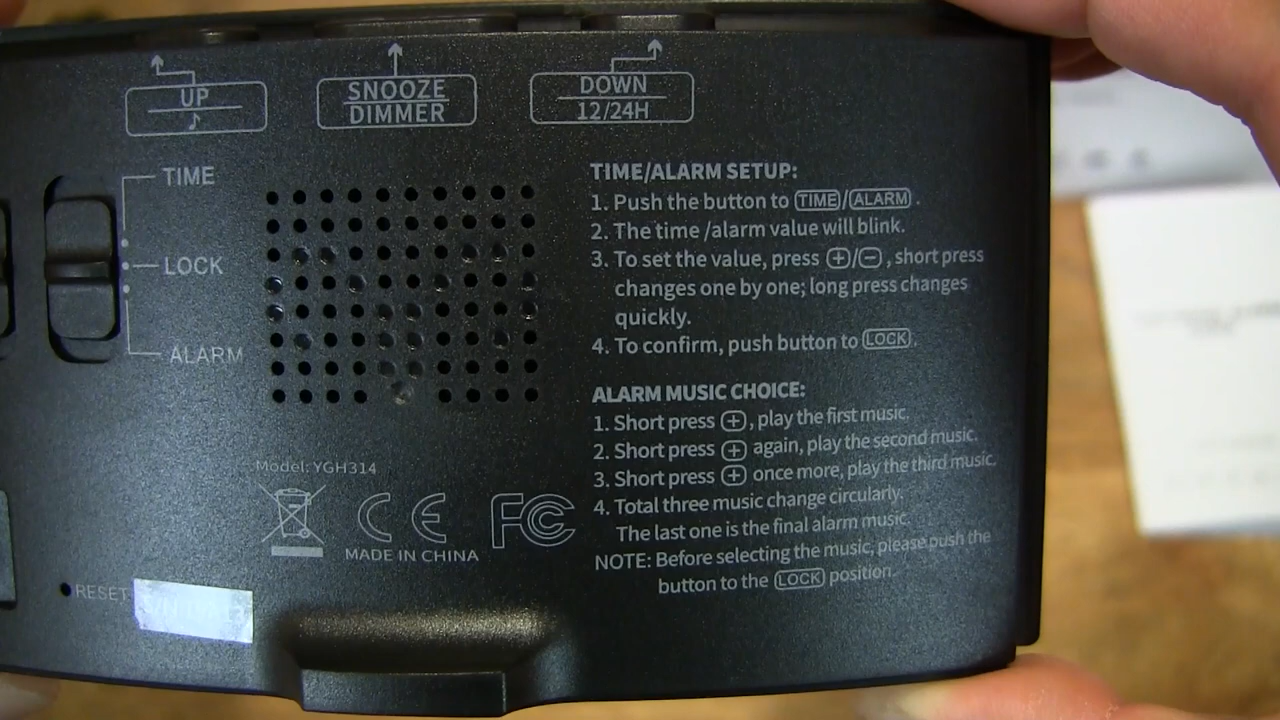 UP
♪
SNOOZE
DIMMER
DOWN
12/24H
TIME
LOCK
ALARM
TIME/ALARM SETUP:
1. Push the button to TIME/ALARM.
2. The time /alarm value will blink.
3. To set the value, press +/−, short press
changes one by one; long press changes
quickly.
4. To confirm, push button to LOCK.
ALARM MUSIC CHOICE:
1. Short press +, play the first music.
2. Short press + again, play the second music.
3. Short press + once more, play the third music.
4. Total three music change circularly.
The last one is the final alarm music.
NOTE: Before selecting the music, please push the
button to the LOCK position.
Model: YGH314
CE FC
MADE IN CHINA
RESET